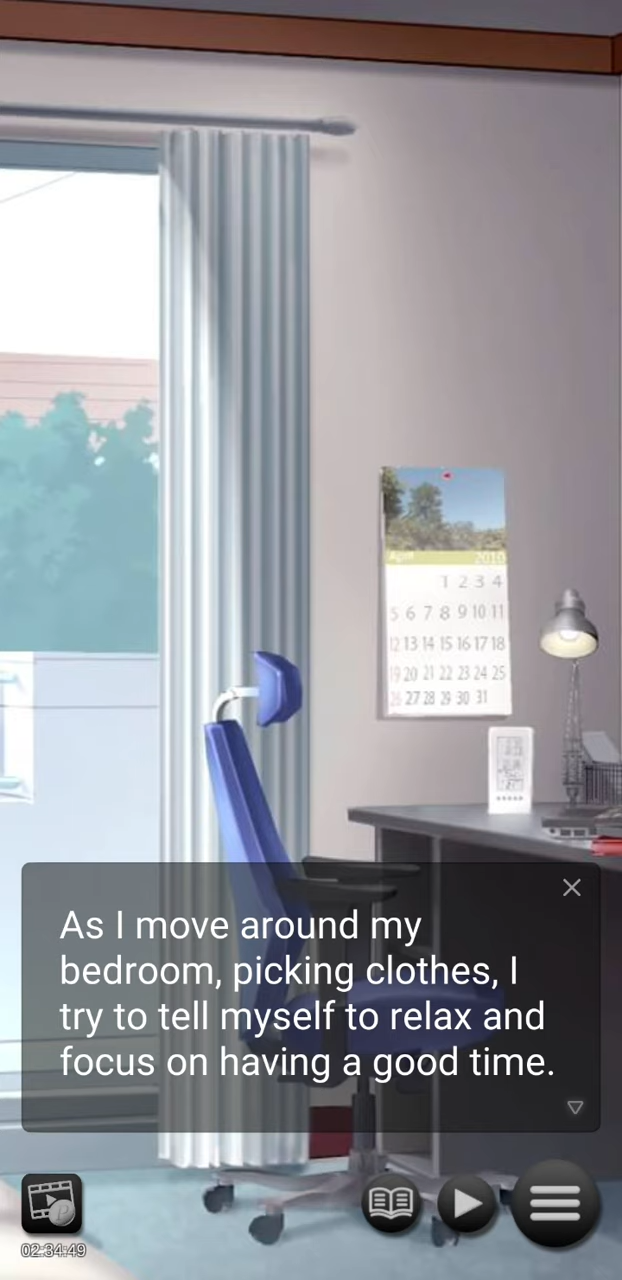 April 2010
1 2 3 4
5 6 7 8 9 10 11
12 13 14 15 16 17 18
19 20 21 22 23 24 25
26 27 28 29 30 31
As I move around my
bedroom, picking clothes, I
try to tell myself to relax and
focus on having a good time.
02:34:49